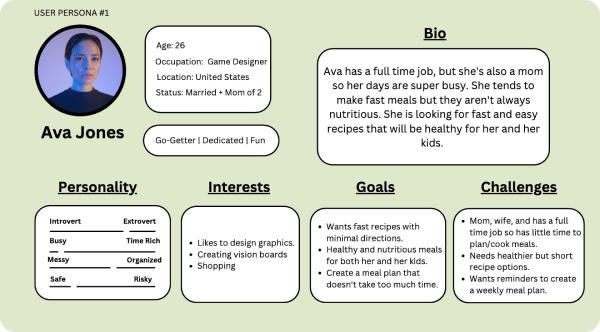 USER PERSONA #1
Ava Jones
Age: 26
Occupation: Game Designer
Location: United States
Status: Married + Mom of 2
Go-Getter | Dedicated | Fun
Bio
Ava has a full time job, but she's also a mom
so her days are super busy. She tends to
make fast meals but they aren't always
nutritious. She is looking for fast and easy
recipes that will be healthy for her and her
kids.
Personality
Introvert Extrovert
Busy Time Rich
Messy Organized
Safe Risky
Interests
• Likes to design graphics.
• Creating vision boards
• Shopping
Goals
• Wants fast recipes with
minimal directions.
• Healthy and nutritious meals
for both her and her kids.
• Create a meal plan that
doesn't take too much time.
Challenges
• Mom, wife, and has a full
time job so has little time to
plan/cook meals.
• Needs healthier but short
recipe options.
• Wants reminders to create
a weekly meal plan.